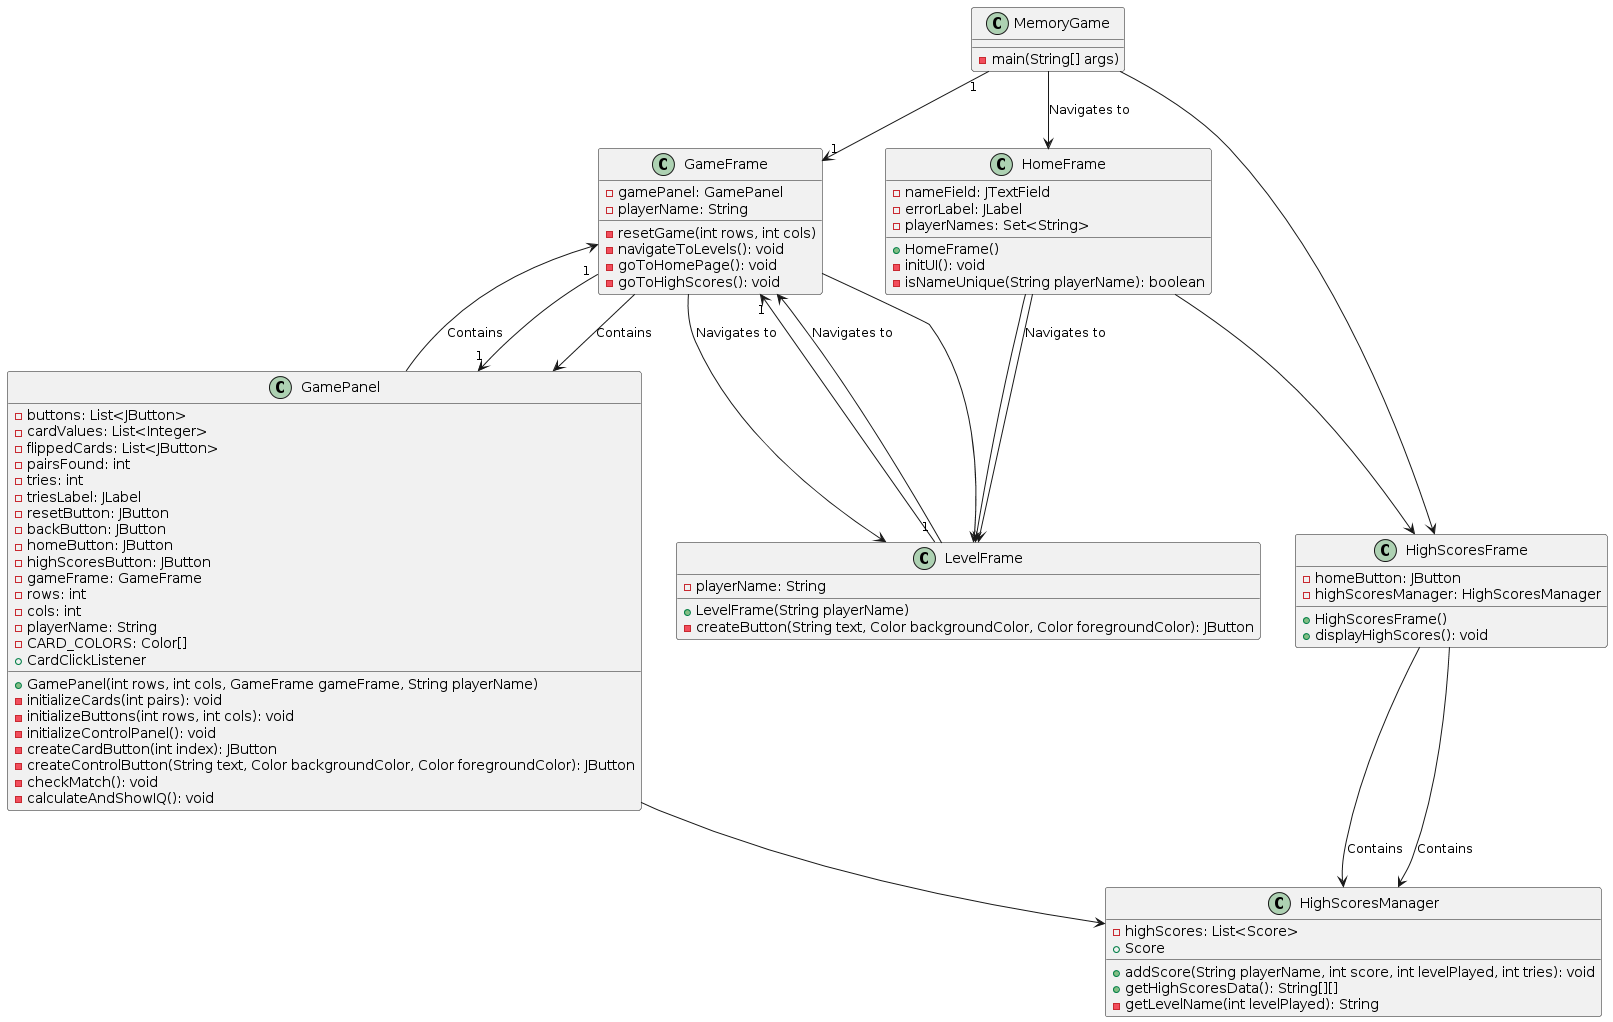 C MemoryGame
main(String[] args)
1
Navigates to
1
C GameFrame
gamePanel: GamePanel
playerName: String
resetGame(int rows, int cols)
navigateToLevels(): void
goToHomePage(): void
goToHighScores(): void
C HomeFrame
nameField: JTextField
errorLabel: JLabel
playerNames: Set<String>
HomeFrame()
initUI(): void
isNameUnique(String playerName): boolean
1
1
Contains
Contains
Navigates to
Navigates to
Navigates to
1
C GamePanel
buttons: List<JButton>
cardValues: List<Integer>
flippedCards: List<JButton>
pairsFound: int
tries: int
triesLabel: JLabel
resetButton: JButton
backButton: JButton
homeButton: JButton
highScoresButton: JButton
gameFrame: GameFrame
rows: int
cols: int
playerName: String
CARD_COLORS: Color[]
CardClickListener
GamePanel(int rows, int cols, GameFrame gameFrame, String playerName)
initializeCards(int pairs): void
initializeButtons(int rows, int cols): void
initializeControlPanel(): void
createCardButton(int index): JButton
createControlButton(String text, Color backgroundColor, Color foregroundColor): JButton
checkMatch(): void
calculateAndShowIQ(): void
1
C LevelFrame
playerName: String
LevelFrame(String playerName)
createButton(String text, Color backgroundColor, Color foregroundColor): JButton
C HighScoresFrame
homeButton: JButton
highScoresManager: HighScoresManager
HighScoresFrame()
displayHighScores(): void
Contains
Contains
C HighScoresManager
highScores: List<Score>
Score
addScore(String playerName, int score, int levelPlayed, int tries): void
getHighScoresData(): String[][]
getLevelName(int levelPlayed): String